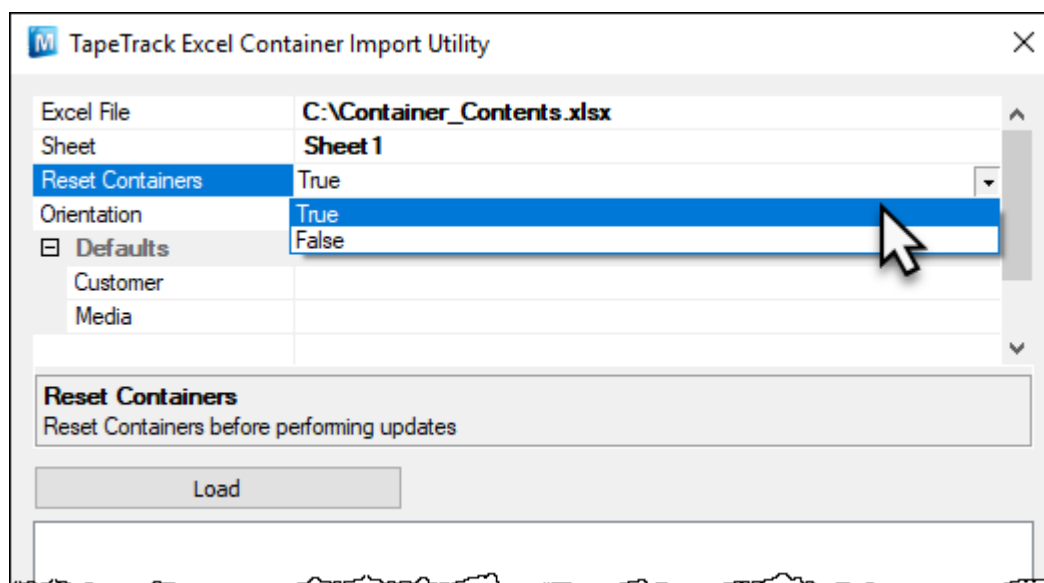 TapeTrack Excel Container Import Utility
Excel File C:\Container_Contents.xlsx
Sheet Sheet1
Reset Containers True
Orientation True
False
Defaults
Customer
Media
Reset Containers
Reset Containers before performing updates
Load